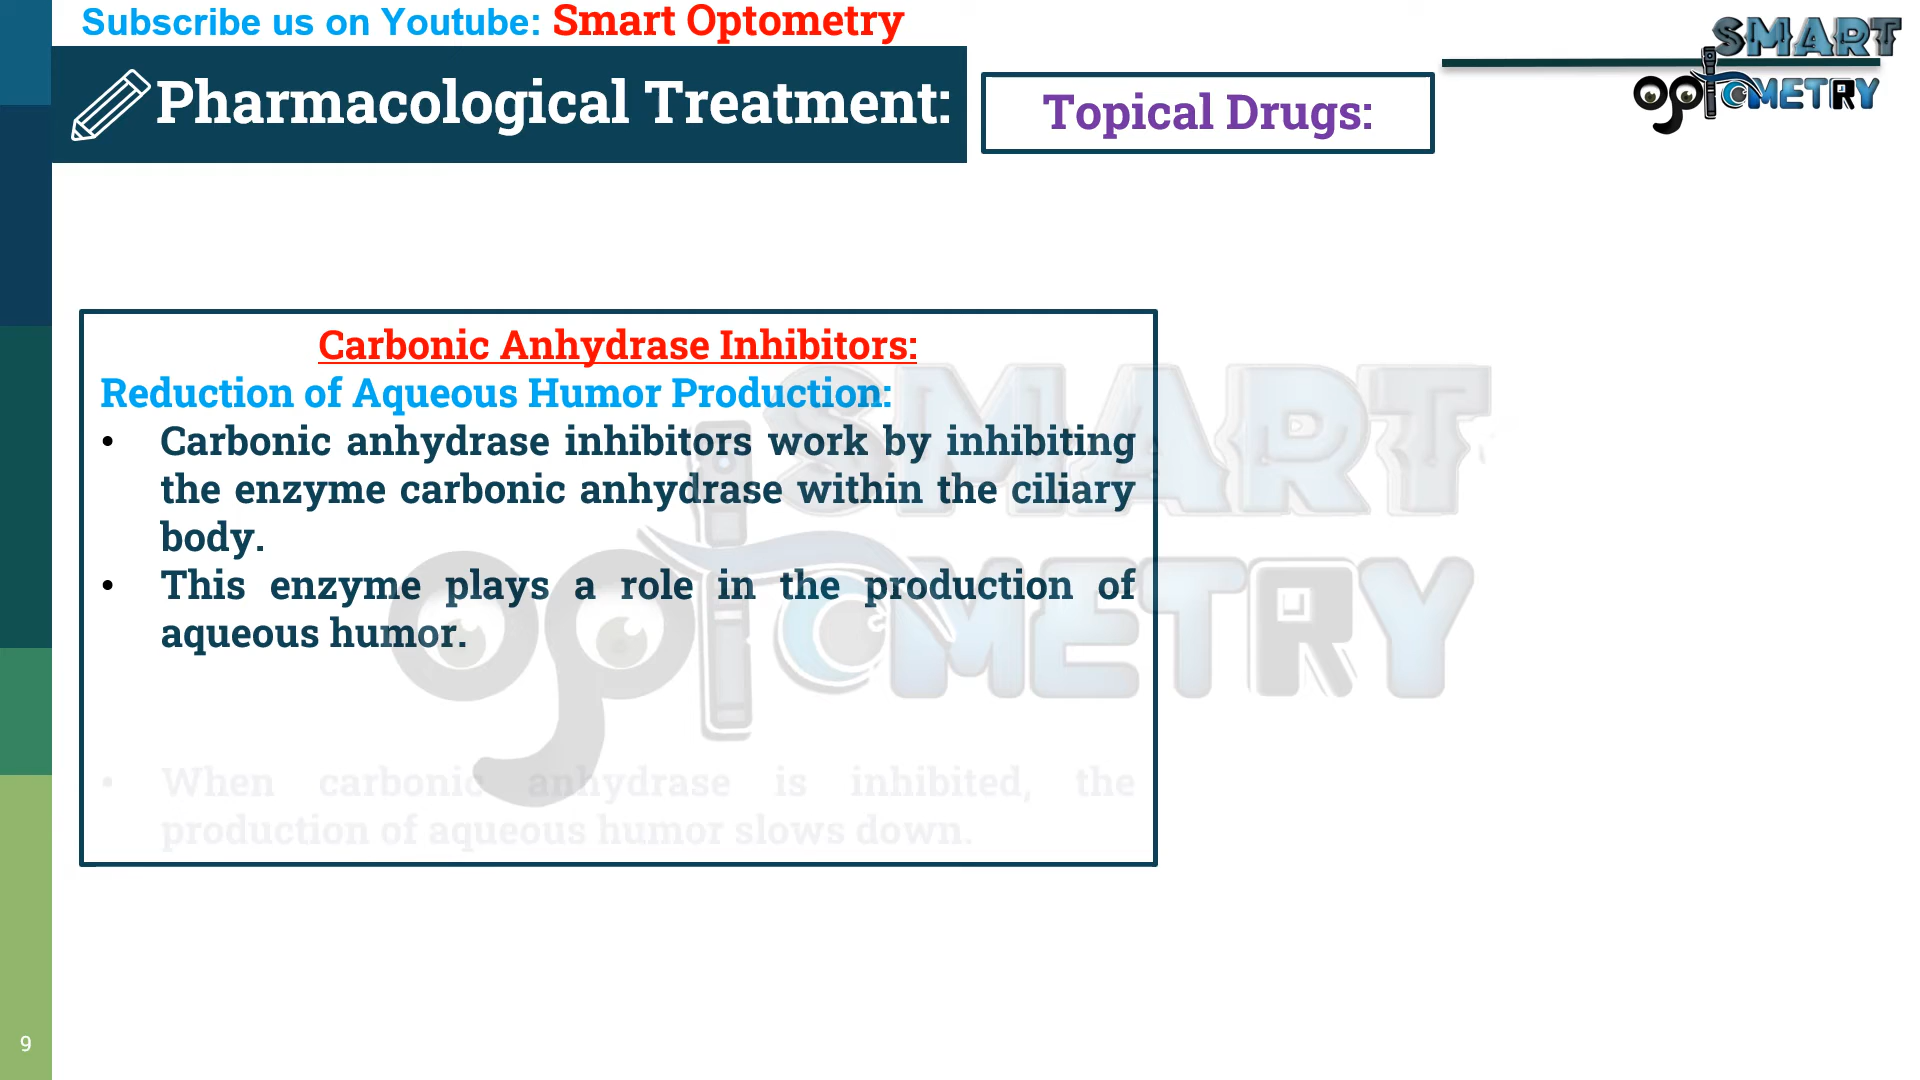 Subscribe us on Youtube: Smart Optometry
Pharmacological Treatment:
Topical Drugs:
SMART
OPTOMETRY
Carbonic Anhydrase Inhibitors:
Reduction of Aqueous Humor Production:
• Carbonic anhydrase inhibitors work by inhibiting
the enzyme carbonic anhydrase within the ciliary
body.
• This enzyme plays a role in the production of
aqueous humor.
• When carbonic anhydrase is inhibited, the
production of aqueous humor slows down.
SMART
OPTOMETRY
9